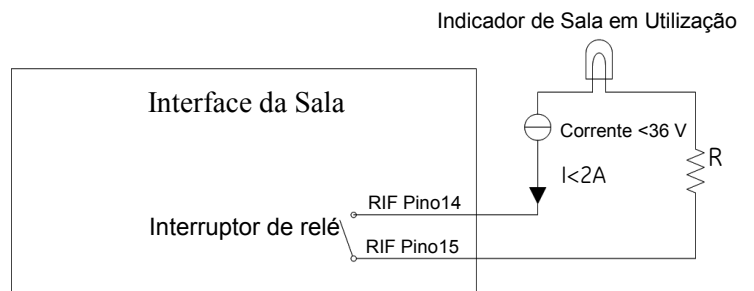 Indicador de Sala em Utilização
Interface da Sala
Corrente <36 V
R
I<2A
RIF Pino14
Interruptor de relé
RIF Pino15